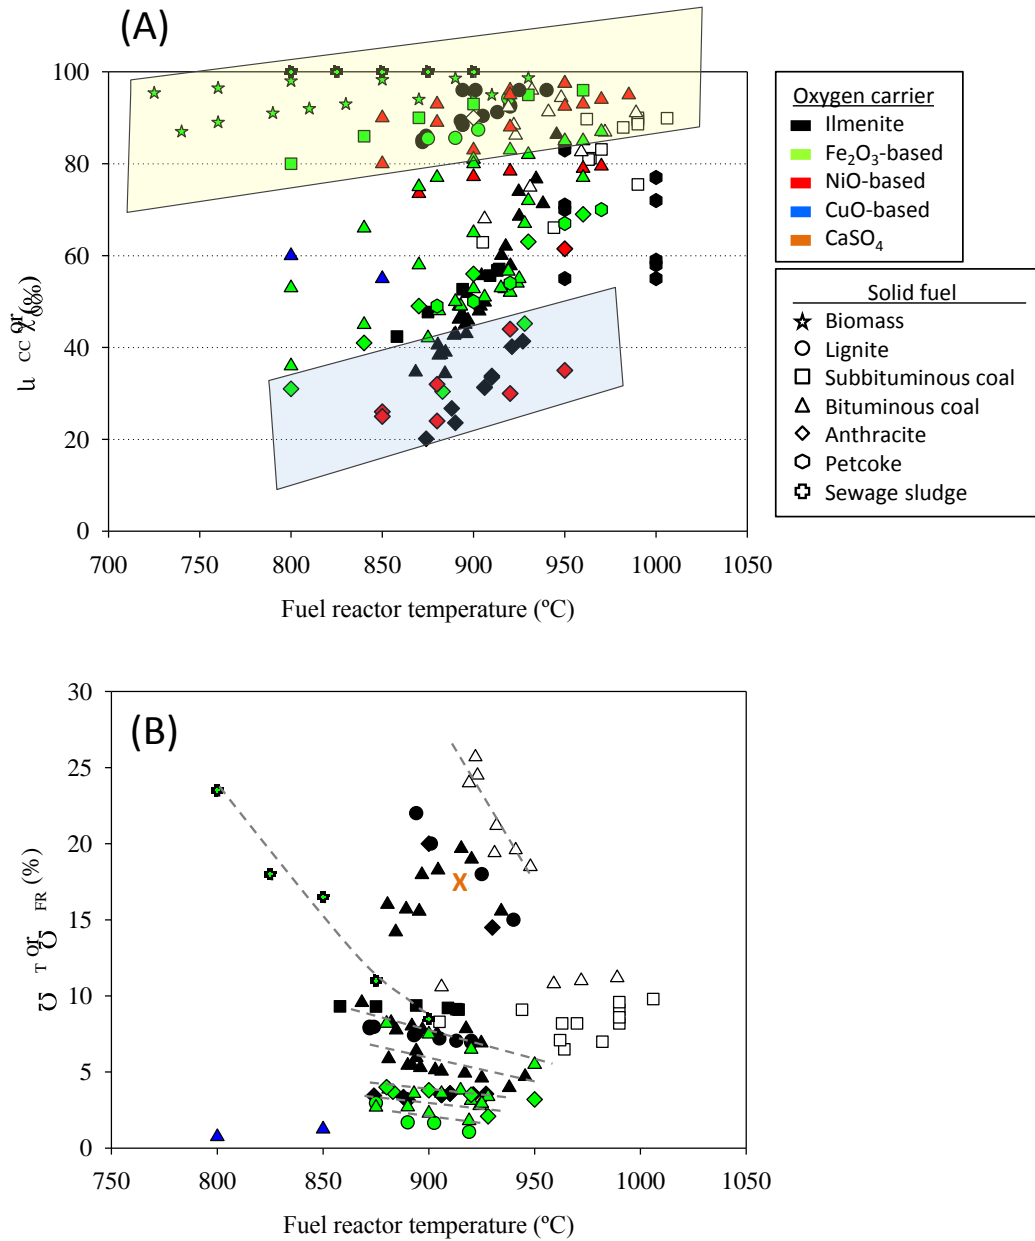 (A)
100
80
60
40
20
0
700
750
800
850
900
950
1000
1050
Fuel reactor temperature (ºC)
Oxygen carrier
Ilmenite
Fe₂O₃-based
NiO-based
CuO-based
CaSO₄
Solid fuel
Biomass
Lignite
Subbituminous coal
Bituminous coal
Anthracite
Petcoke
Sewage sludge
(B)
30
25
20
15
10
5
0
T or FR (%)
X
750
800
850
900
950
1000
1050
Fuel reactor temperature (ºC)